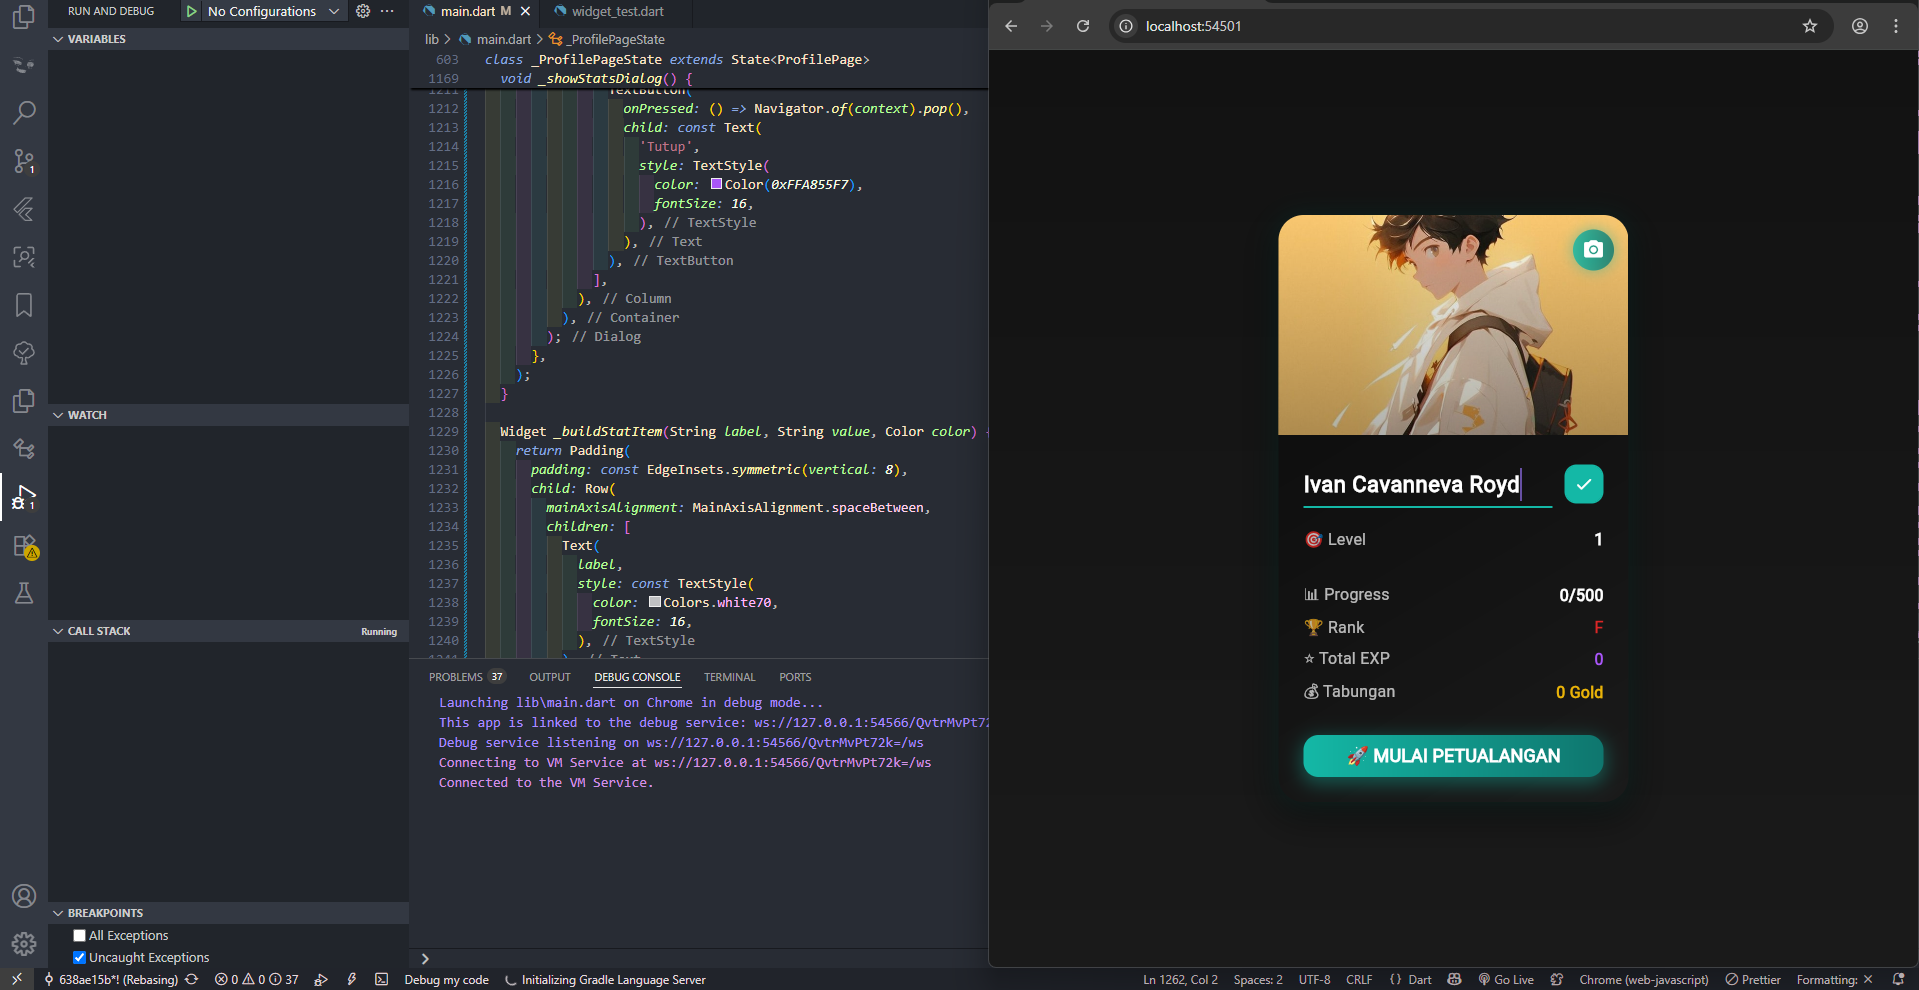 RUN AND DEBUG
No Configurations
VARIABLES
WATCH
CALL STACK
Running
BREAKPOINTS
All Exceptions
Uncaught Exceptions
main.dart M
widget_test.dart
lib > main.dart > _ProfilePageState
603 class _ProfilePageState extends State<ProfilePage>
1169 void _showStatsDialog() {
1211 TextButton(
1212 onPressed: () => Navigator.of(context).pop(),
1213 child: const Text(
1214 'Tutup',
1215 style: TextStyle(
1216 color: Color(0xFFA855F7),
1217 fontSize: 16,
1218 ), // TextStyle
1219 ), // Text
1220 ), // TextButton
1221 ],
1222 ), // Column
1223 ), // Container
1224 ); // Dialog
1225 },
1226 );
1227 }
1228
1229 Widget _buildStatItem(String label, String value, Color color) {
1230 return Padding(
1231 padding: const EdgeInsets.symmetric(vertical: 8),
1232 child: Row(
1233 mainAxisAlignment: MainAxisAlignment.spaceBetween,
1234 children: [
1235 Text(
1236 label,
1237 style: const TextStyle(
1238 color: Colors.white70,
1239 fontSize: 16,
1240 ), // TextStyle
1241 ), // Text
PROBLEMS 37 OUTPUT DEBUG CONSOLE TERMINAL PORTS
Launching lib\main.dart on Chrome in debug mode...
This app is linked to the debug service: ws://127.0.0.1:54566/QvtrMvPt72
Debug service listening on ws://127.0.0.1:54566/QvtrMvPt72k=/ws
Connecting to VM Service at ws://127.0.0.1:54566/QvtrMvPt72k=/ws
Connected to the VM Service.
localhost:54501
Ivan Cavanneva Royd
🎯 Level 1
📊 Progress 0/500
🏆 Rank F
⭐ Total EXP 0
💰 Tabungan 0 Gold
🚀 MULAI PETUALANGAN
638ae15b*! (Rebasing) 0 0 37 Debug my code Initializing Gradle Language Server Ln 1262, Col 2 Spaces: 2 UTF-8 CRLF { } Dart Go Live Chrome (web-javascript) Prettier Formatting: ×